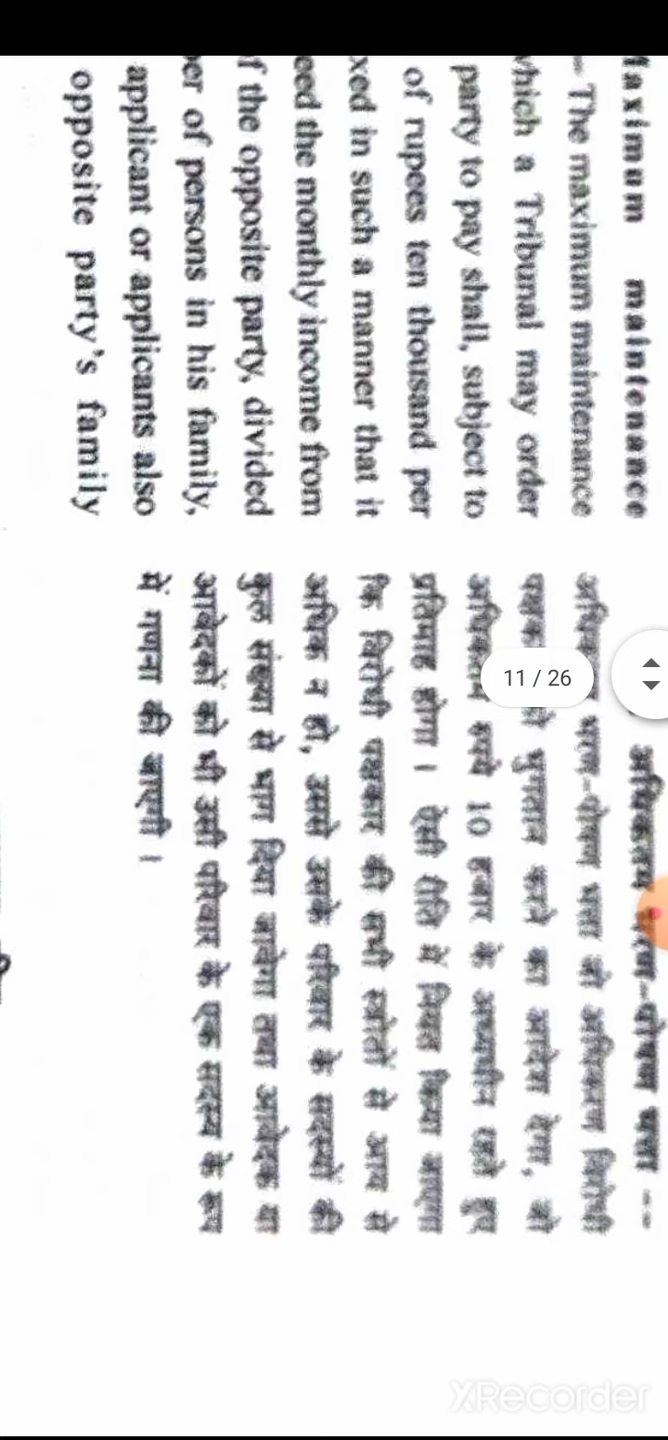 maintenance
— The maximum maintenance
which a Tribunal may order
party to pay shall, subject to
of rupees ten thousand per
xed in such a manner that it
eed the monthly income from
f the opposite party, divided
er of persons in his family,
applicant or applicants also
opposite party's family
अधिकतम भरण-पोषण भत्ता --
भरण-पोषण भत्ता जो अधिकरण विरोधी
भुगतान करने का आदेश देगा, जो
रुपये 10 हजार के अध्यधीन रहते हुए
प्रतिमाह होगा । ऐसी रीति में नियत किया जाएगा
कि विरोधी पक्षकार की सभी स्त्रोतों से आय से
अधिक न हो, उसमें उसके परिवार के सदस्यों की
कुल संख्या से भाग दिया जावेगा तथा आवेदक या
आवेदकों को भी उसी परिवार के एक सदस्य के रूप
में गणना की जाएगी ।
11 / 26
XRecorder